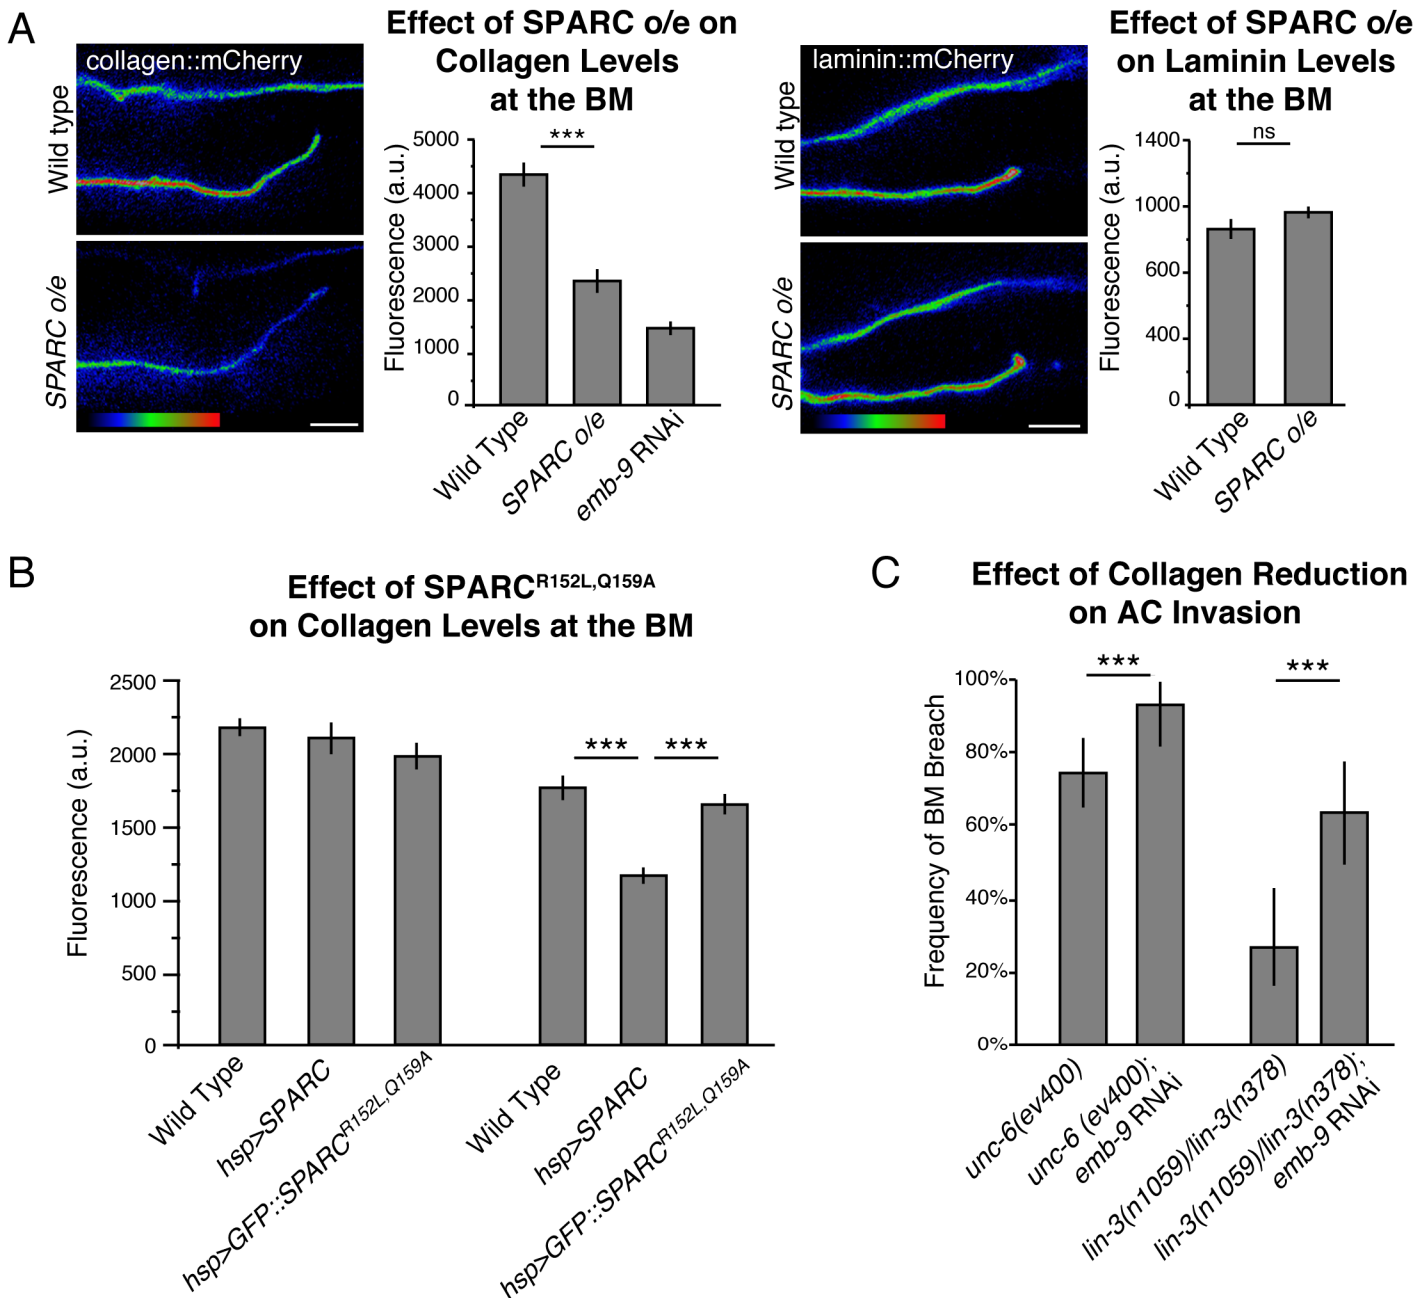 A
collagen::mCherry
Wild type
SPARC o/e
Effect of SPARC o/e on
Collagen Levels
at the BM
***
Fluorescence (a.u.)
5000
4000
3000
2000
1000
0
Wild Type
SPARC o/e
emb-9 RNAi
laminin::mCherry
Wild type
SPARC o/e
Effect of SPARC o/e
on Laminin Levels
at the BM
ns
Fluorescence (a.u.)
1400
1000
600
400
0
Wild Type
SPARC o/e
B
Effect of SPARC^R152L,Q159A
on Collagen Levels at the BM
Fluorescence (a.u.)
2500
2000
1500
1000
500
0
***
***
Wild Type
hsp>SPARC
hsp>GFP::SPARC^R152L,Q159A
Wild Type
hsp>SPARC
hsp>GFP::SPARC^R152L,Q159A
C
Effect of Collagen Reduction
on AC Invasion
Frequency of BM Breach
100%
80%
60%
40%
20%
0%
***
***
unc-6(ev400)
unc-6 (ev400);
emb-9 RNAi
lin-3(n1059)/lin-3(n378)
lin-3(n1059)/lin-3(n378);
emb-9 RNAi